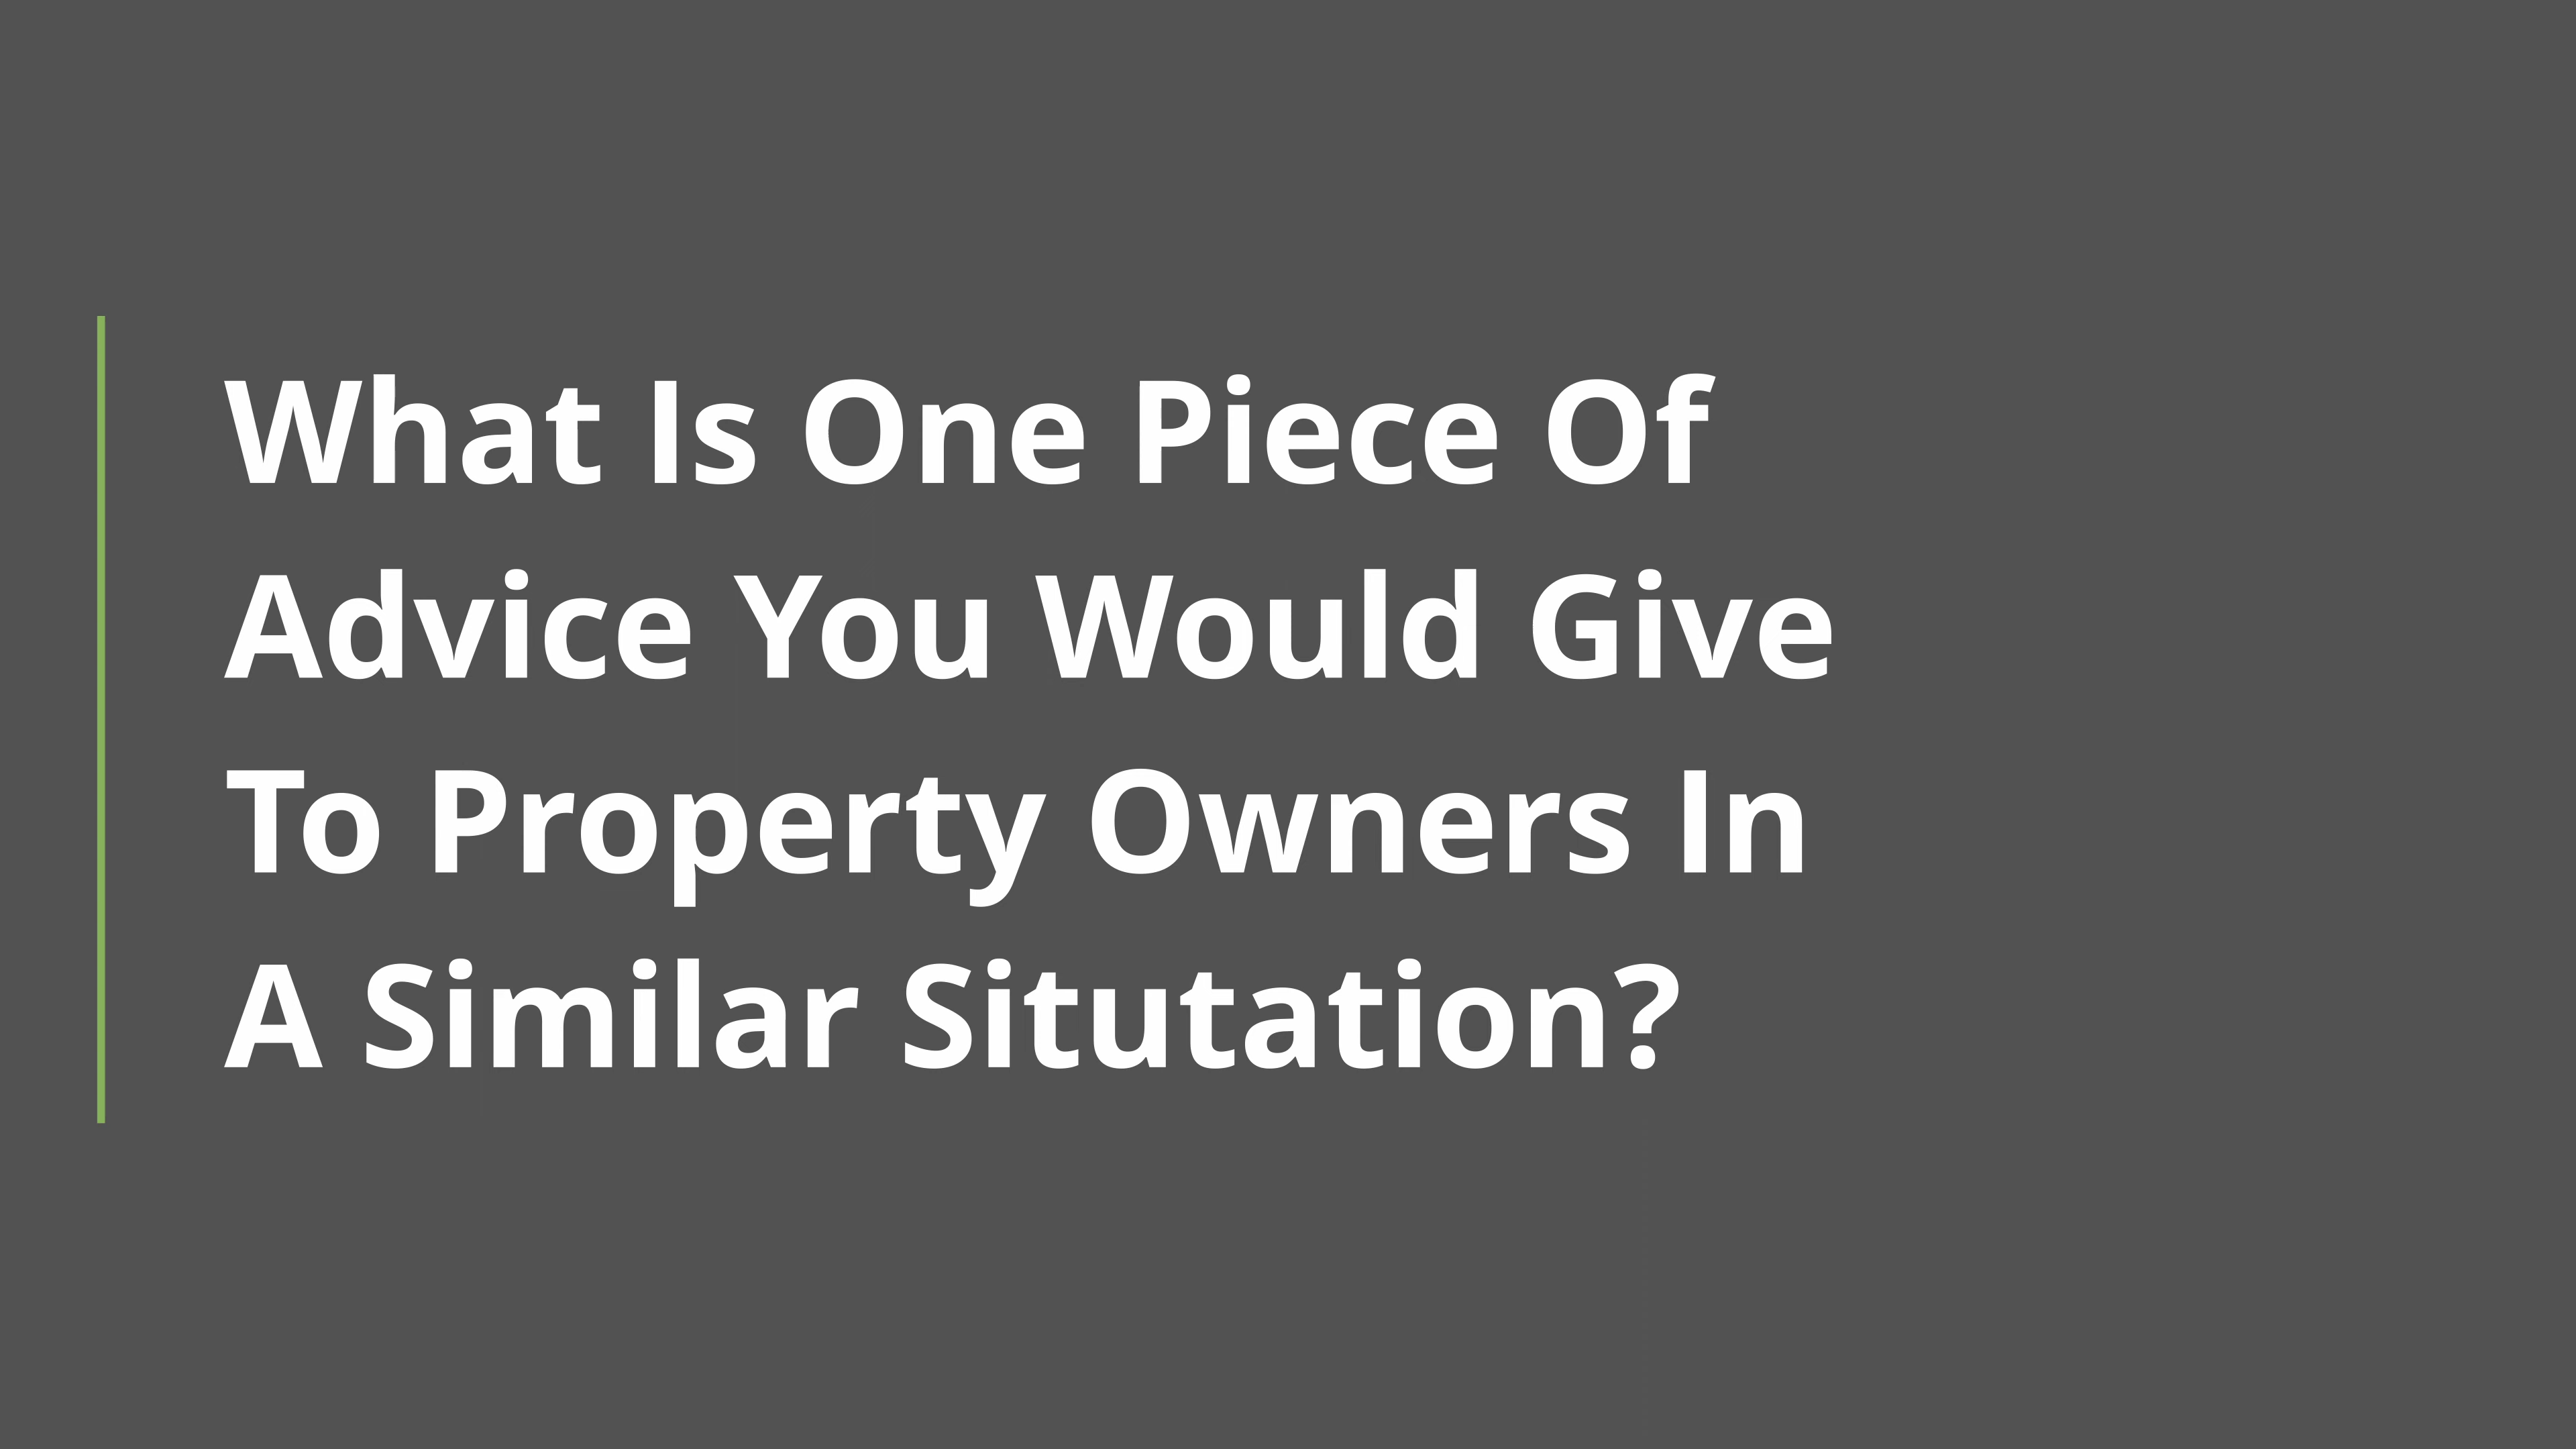 What Is One Piece Of
Advice You Would Give
To Property Owners In
A Similar Situtation?